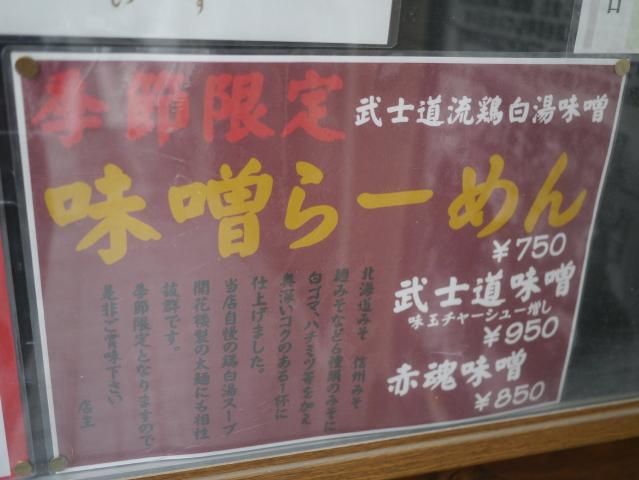 季節限定
武士道流鶏白湯味噌
味噌らーめん
¥750
武士道味噌
味玉チャーシュー増し
¥950
赤魂味噌
¥850
北海道みそ 信州みそ
麹みそなど6種類のみそに
白ゴマ、ハチミツ等を加え
奥深いコクのある1杯に
仕上げました。
当店自慢の鶏白湯スープ
開花楼製の太麺にも相性
抜群です。
季節限定となりますので
是非ご賞味下さい
店主